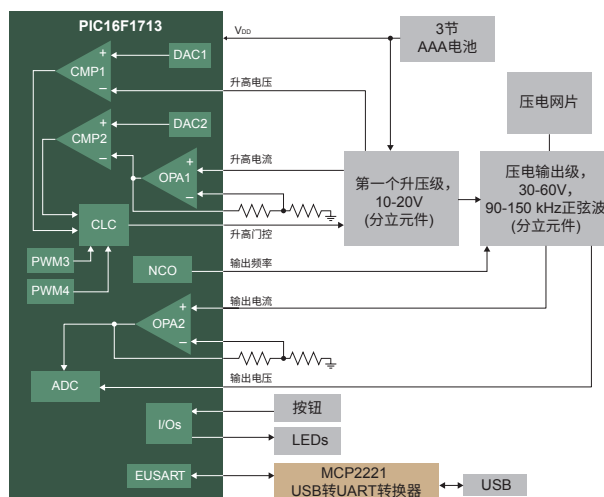 PIC16F1713
VDD
3节
AAA电池
DAC1
CMP1
+
–
升高电压
压电网片
DAC2
CMP2
+
–
升高电流
OPA1
+
–
第一个升压级，
10-20V
(分立元件)
压电输出级，
30-60V，
90-150 kHz正弦波
(分立元件)
CLC
升高门控
PWM3
PWM4
NCO
输出频率
输出电流
OPA2
+
–
ADC
输出电压
I/Os
按钮
LEDs
EUSART
MCP2221
USB转UART转换器
USB